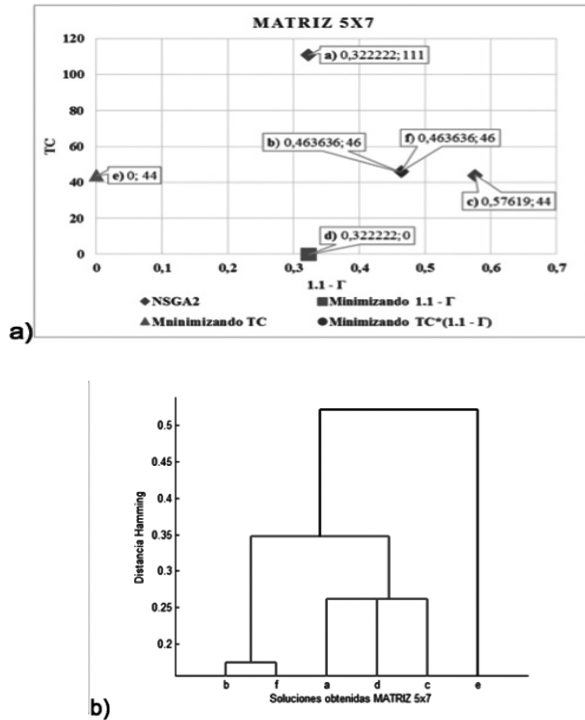 MATRIZ 5X7
120
100
80
60
40
20
0
TC
a) 0,322222; 111
b) 0,463636; 46
f) 0,463636; 46
e) 0; 44
c) 0,57619; 44
d) 0,322222; 0
0 0,1 0,2 0,3 0,4 0,5 0,6 0,7
1.1 - Γ
NSGA2 Minimizando 1.1 - Γ
Mninimizando TC Minimizando TC*(1.1 - Γ)
a)
0.5
0.45
0.4
0.35
0.3
0.25
0.2
Distancia Hamming
b f a d c e
Soluciones obtenidas MATRIZ 5x7
b)